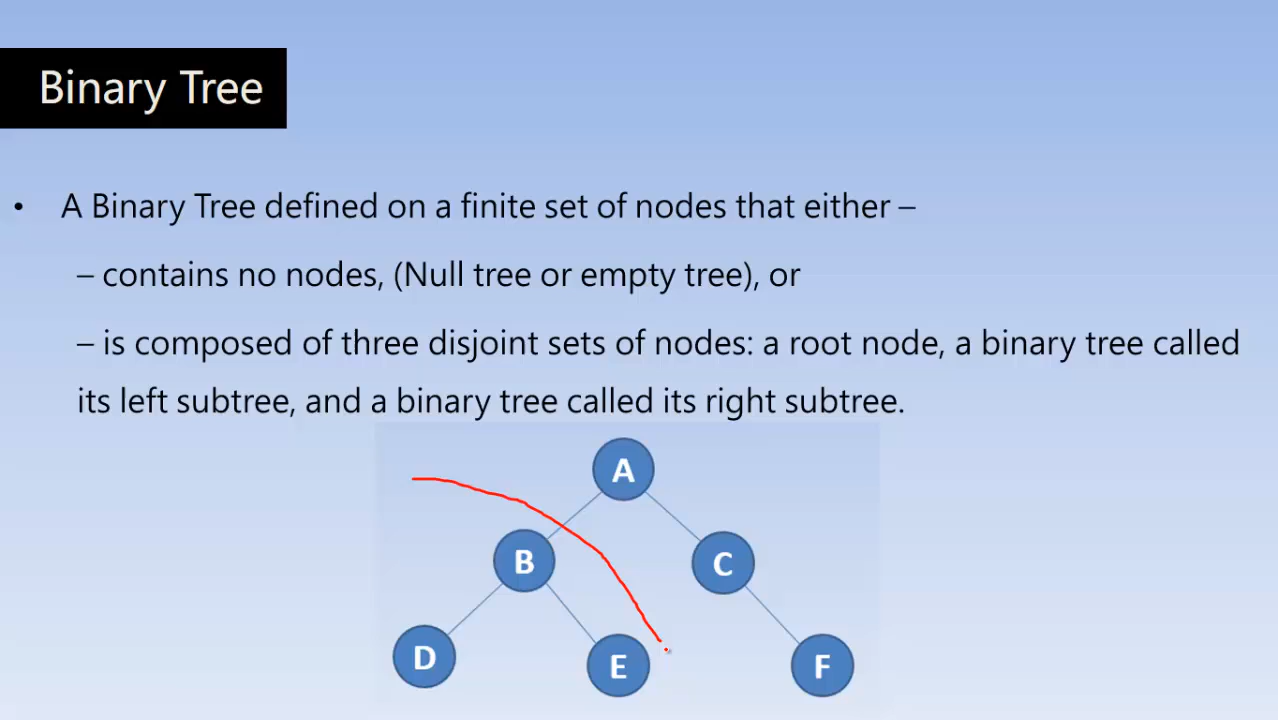 Binary Tree
• A Binary Tree defined on a finite set of nodes that either –
– contains no nodes, (Null tree or empty tree), or
– is composed of three disjoint sets of nodes: a root node, a binary tree called
its left subtree, and a binary tree called its right subtree.
A
B C
D E F